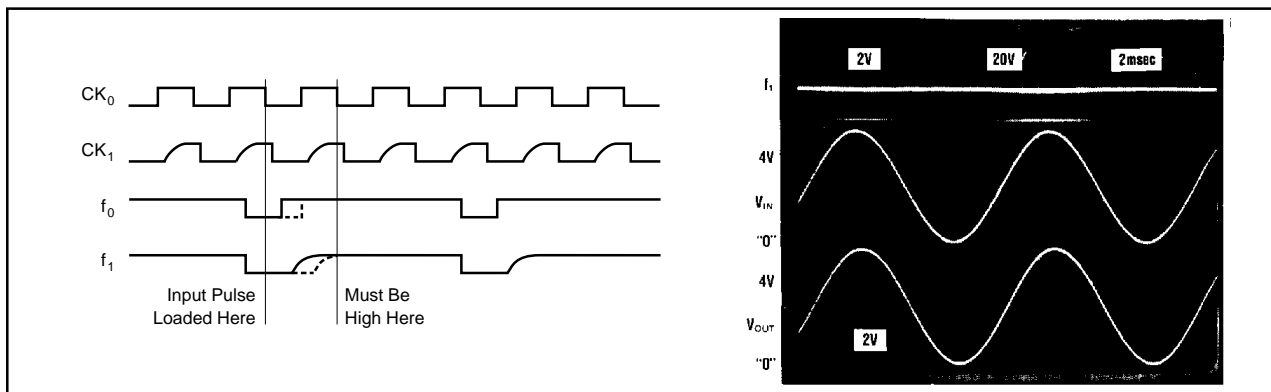 CK0
CK1
f0
f1
Input Pulse
Loaded Here
Must Be
High Here
2V 20V 2msec
f1
4V
VIN
"0"
4V
VOUT
2V
"0"